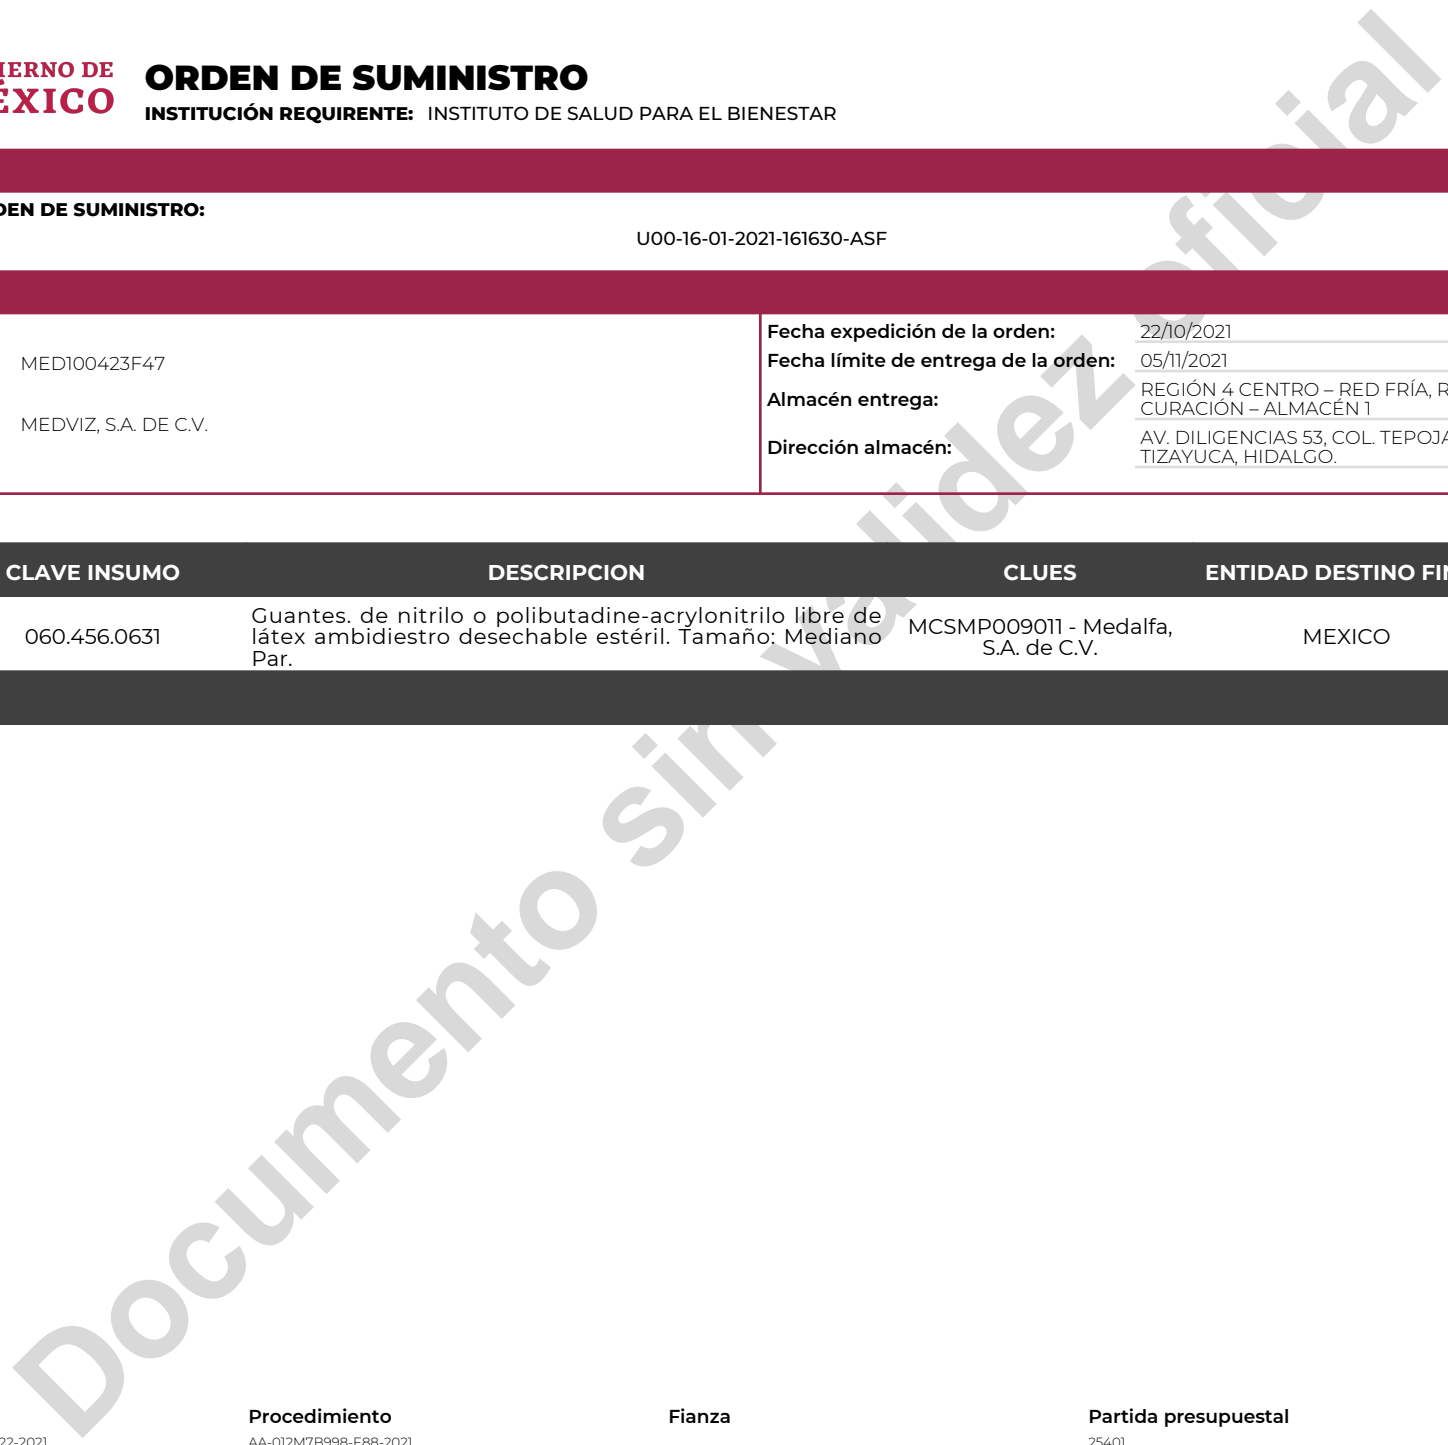 ORDEN DE SUMINISTRO
INSTITUCIÓN REQUIRENTE: INSTITUTO DE SALUD PARA EL BIENESTAR
IERNO DE
ÉXICO
DEN DE SUMINISTRO:
U00-16-01-2021-161630-ASF
MED100423F47
MEDVIZ, S.A. DE C.V.
Fecha expedición de la orden: 22/10/2021
Fecha límite de entrega de la orden: 05/11/2021
Almacén entrega: REGIÓN 4 CENTRO – RED FRÍA, R
CURACIÓN – ALMACÉN 1
Dirección almacén: AV. DILIGENCIAS 53, COL. TEPOJA
TIZAYUCA, HIDALGO.
CLAVE INSUMO DESCRIPCION CLUES ENTIDAD DESTINO FIN
060.456.0631
Guantes. de nitrilo o polibutadine-acrylonitrilo libre de
látex ambidiestro desechable estéril. Tamaño: Mediano
Par.
MCSMP009011 - Medalfa,
S.A. de C.V.
MEXICO
Documento sin validez oficial
Procedimiento Fianza Partida presupuestal
22-2021 AA-012M7B998-E88-2021 25401